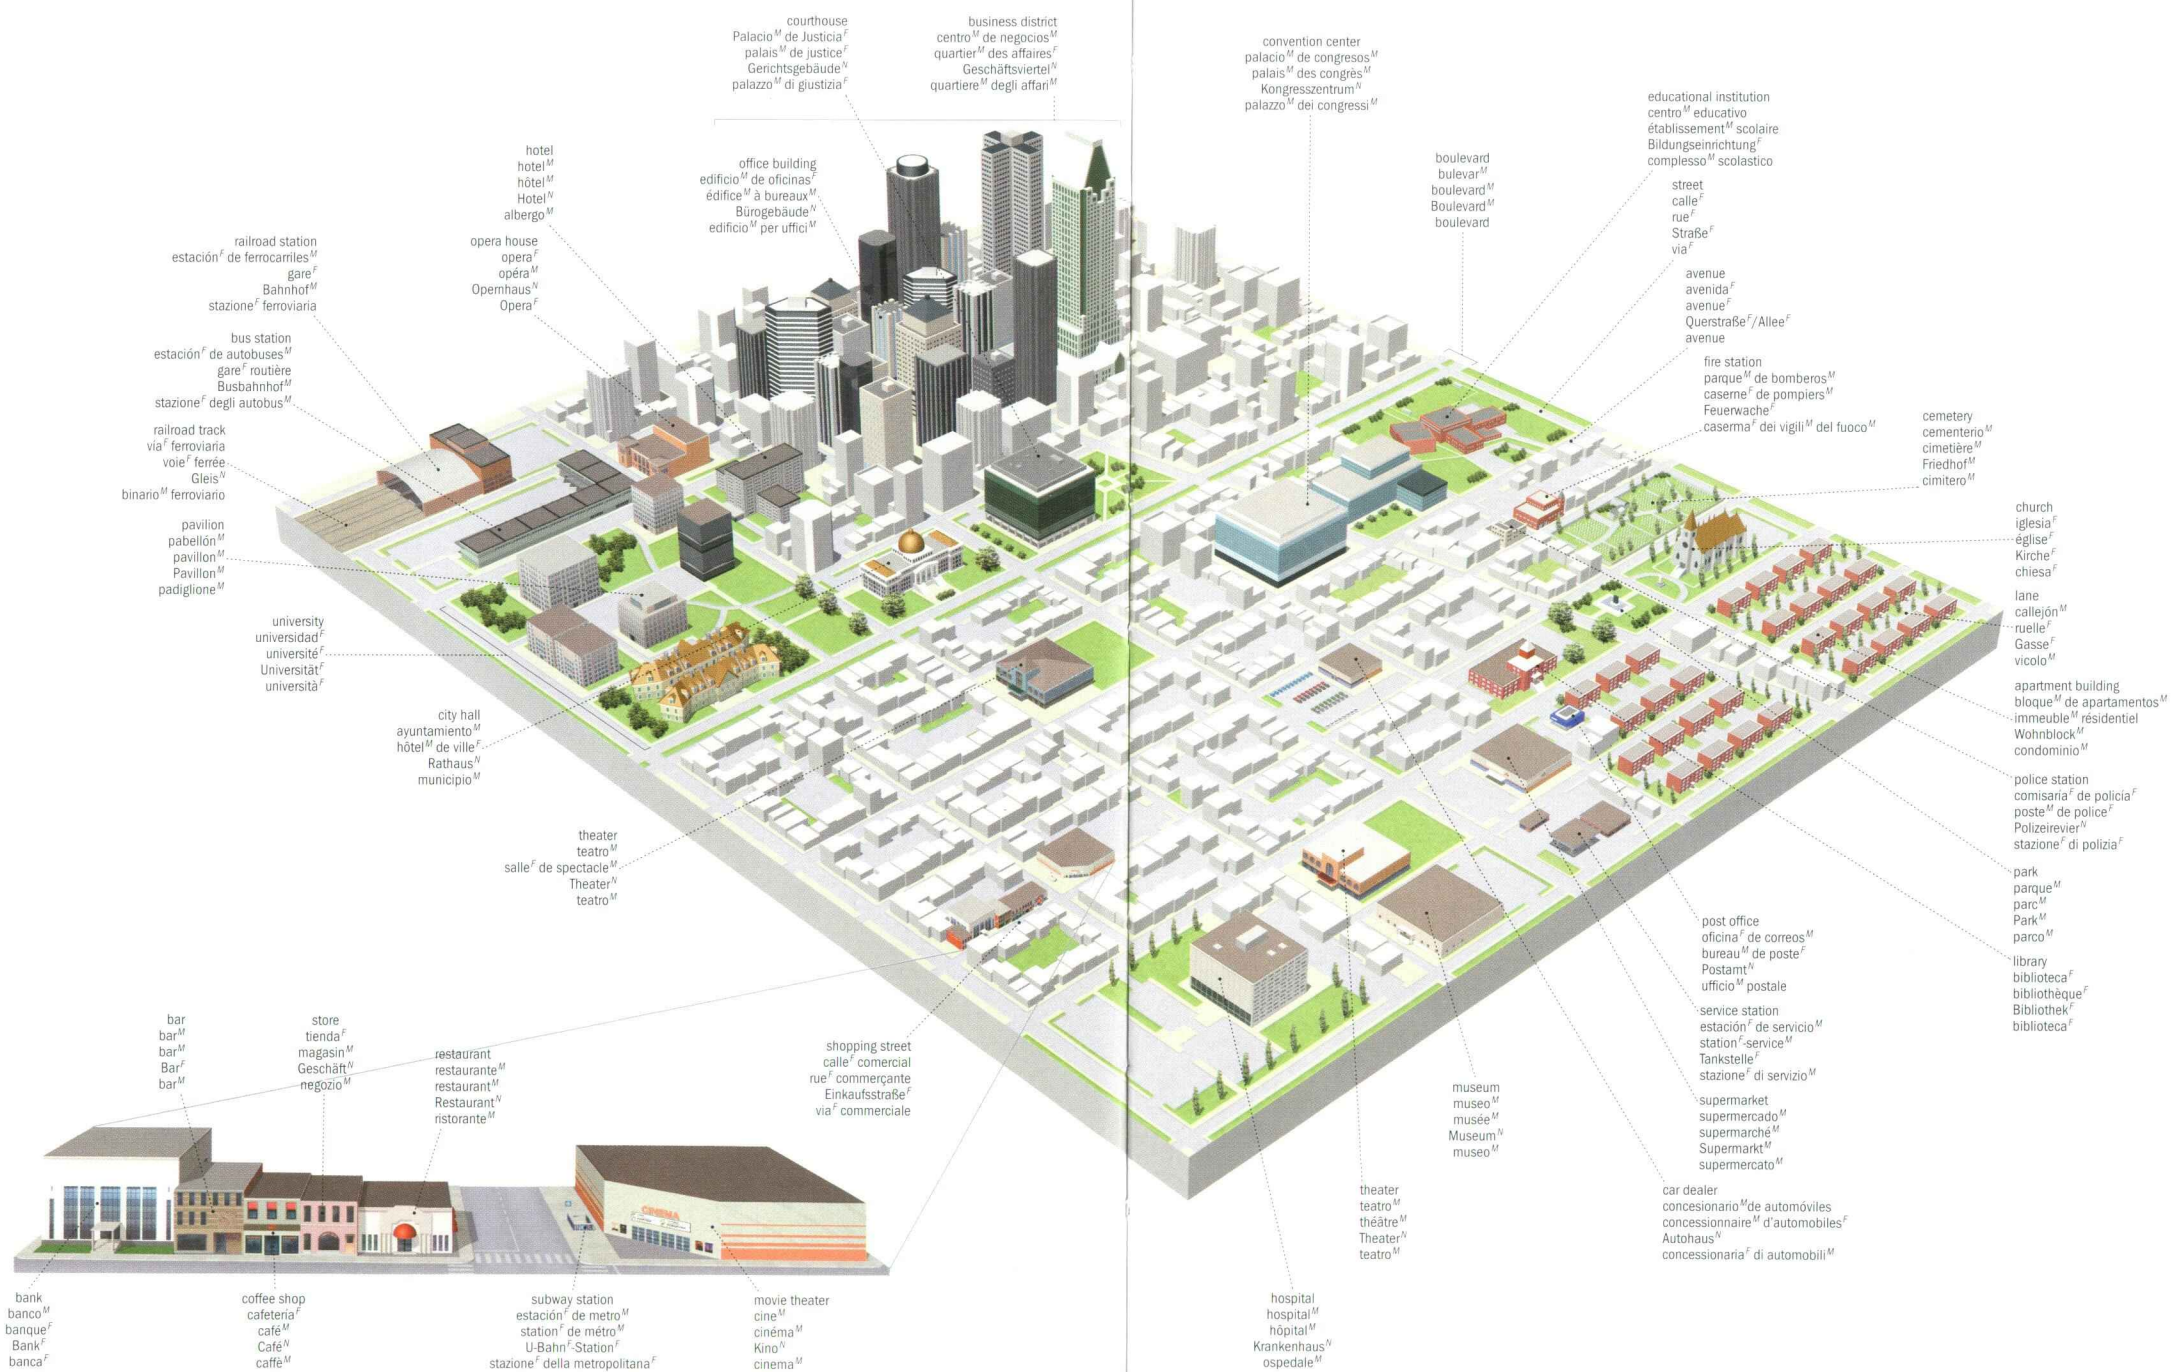 courthouse
Palacio^M de Justicia^F
palais^M de justice^F
Gerichtsgebäude^N
palazzo^M di giustizia^F
business district
centro^M de negocios^M
quartier^M des affaires^F
Geschäftsviertel^N
quartiere^M degli affari^M
convention center
palacio^M de congresos^M
palais^M des congrès^M
Kongresszentrum^N
palazzo^M dei congressi^M
educational institution
centro^M educativo
établissement^M scolaire
Bildungseinrichtung^F
complesso^M scolastico
hotel
hotel^M
hôtel^M
Hotel^N
albergo^M
office building
edificio^M de oficinas^F
édifice^M à bureaux^M
Bürogebäude^N
edificio^M per uffici^M
boulevard
bulevar^M
boulevard^M
Boulevard^M
boulevard
street
calle^F
rue^F
Straße^F
via^F
railroad station
estación^F de ferrocarriles^M
gare^F
Bahnhof^M
stazione^F ferroviaria
opera house
opera^F
opéra^M
Opernhaus^N
Opera^F
avenue
avenida^F
avenue^F
Querstraße^F/Allee^F
avenue
bus station
estación^F de autobuses^M
gare^F routière
Busbahnhof^M
stazione^F degli autobus^M
fire station
parque^M de bomberos^M
caserne^F de pompiers^M
Feuerwache^F
caserma^F dei vigili^M del fuoco^M
cemetery
cementerio^M
cimetière^M
Friedhof^M
cimitero^M
railroad track
vía^F ferroviaria
voie^F ferrée
Gleis^N
binario^M ferroviario
pavilion
pabellón^M
pavillon^M
Pavillon^M
padiglione^M
church
iglesia^F
église^F
Kirche^F
chiesa^F
university
universidad^F
université^F
Universität^F
università^F
lane
callejón^M
ruelle^F
Gasse^F
vicolo^M
apartment building
bloque^M de apartamentos^M
immeuble^M résidentiel
Wohnblock^M
condominio^M
city hall
ayuntamiento^M
hôtel^M de ville^F
Rathaus^N
municipio^M
police station
comisaría^F de policía^F
poste^M de police^F
Polizeirevier^N
stazione^F di polizia^F
theater
teatro^M
salle^F de spectacle^M
Theater^N
teatro^M
park
parque^M
parc^M
Park^M
parco^M
post office
oficina^F de correos^M
bureau^M de poste^F
Postamt^N
ufficio^M postale
library
biblioteca^F
bibliothèque^F
Bibliothek^F
biblioteca^F
service station
estación^F de servicio^M
station^F-service^M
Tankstelle^F
stazione^F di servizio^M
bar
bar^M
bar^M
Bar^F
bar^M
store
tienda^F
magasin^M
Geschäft^N
negozio^M
restaurant
restaurante^M
restaurant^M
Restaurant^N
ristorante^M
shopping street
calle^F comercial
rue^F commerçante
Einkaufsstraße^F
via^F commerciale
museum
museo^M
musée^M
Museum^N
museo^M
supermarket
supermercado^M
supermarché^M
Supermarkt^M
supermercato^M
theater
teatro^M
théâtre^M
Theater^N
teatro^M
car dealer
concesionario^M de automóviles
concessionnaire^M d'automobiles^F
Autohaus^N
concessionaria^F di automobili^M
CINEMA
bank
banco^M
banque^F
Bank^F
banca^F
coffee shop
cafetería^F
café^M
Café^N
caffè^M
subway station
estación^F de metro^M
station^F de métro^M
U-Bahn^F-Station^F
stazione^F della metropolitana^F
movie theater
cine^M
cinéma^M
Kino^N
cinema^M
hospital
hospital^M
hôpital^M
Krankenhaus^N
ospedale^M